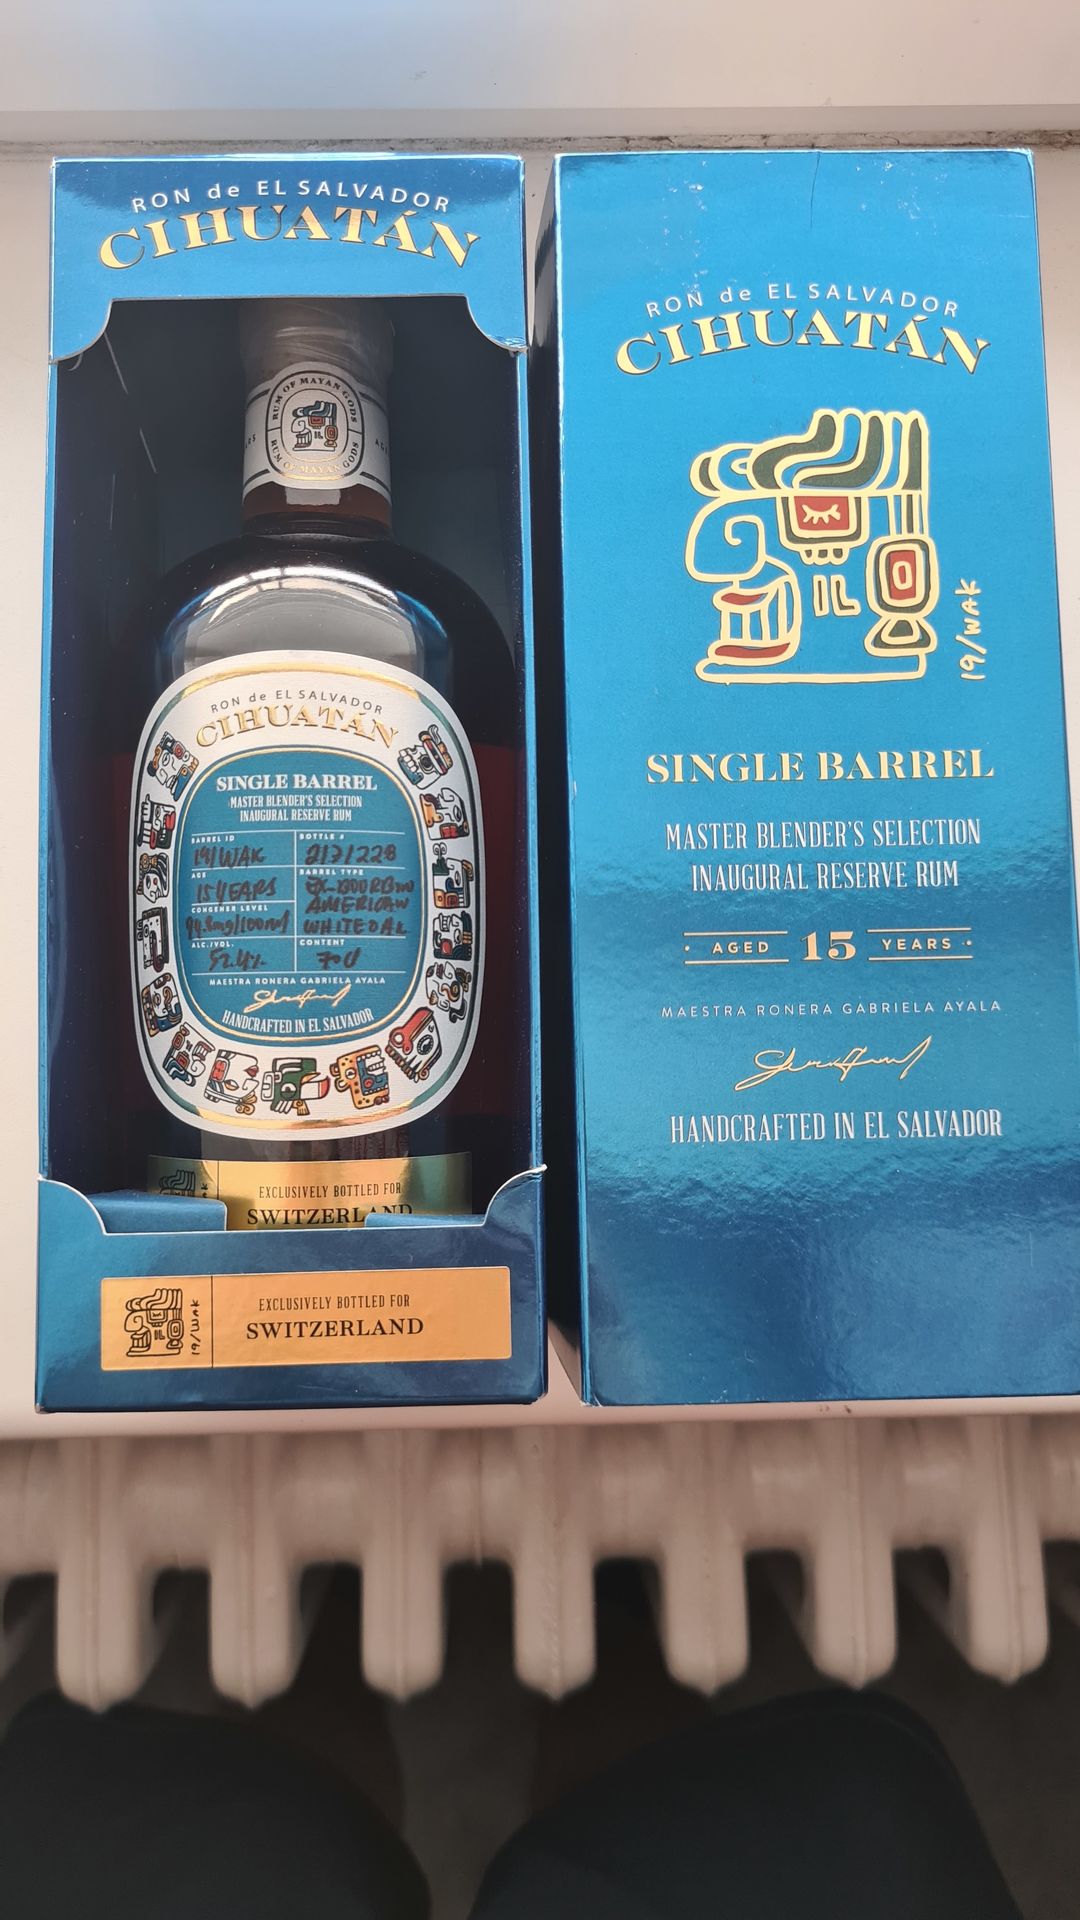 RON de EL SALVADOR
CIHUATÁN
RUM OF MAYAN GODS
RUM OF MAYAN GODS
RON de EL SALVADOR
CIHUATÁN
SINGLE BARREL
MASTER BLENDER'S SELECTION
INAUGURAL RESERVE RUM
BARREL ID
19/WAK
BOTTLE #
217/228
AGE
15 YEARS
BARREL TYPE
EX-BOURBON
AMERICAN
WHITE OAK
CONGENER LEVEL
ALC./VOL.
52.4%
CONTENT
MAESTRA RONERA GABRIELA AYALA
HANDCRAFTED IN EL SALVADOR
EXCLUSIVELY BOTTLED FOR
SWITZERLAND
19/WAK
EXCLUSIVELY BOTTLED FOR
SWITZERLAND
RON de EL SALVADOR
CIHUATÁN
19/WAK
SINGLE BARREL
MASTER BLENDER'S SELECTION
INAUGURAL RESERVE RUM
AGED 15 YEARS
MAESTRA RONERA GABRIELA AYALA
HANDCRAFTED IN EL SALVADOR